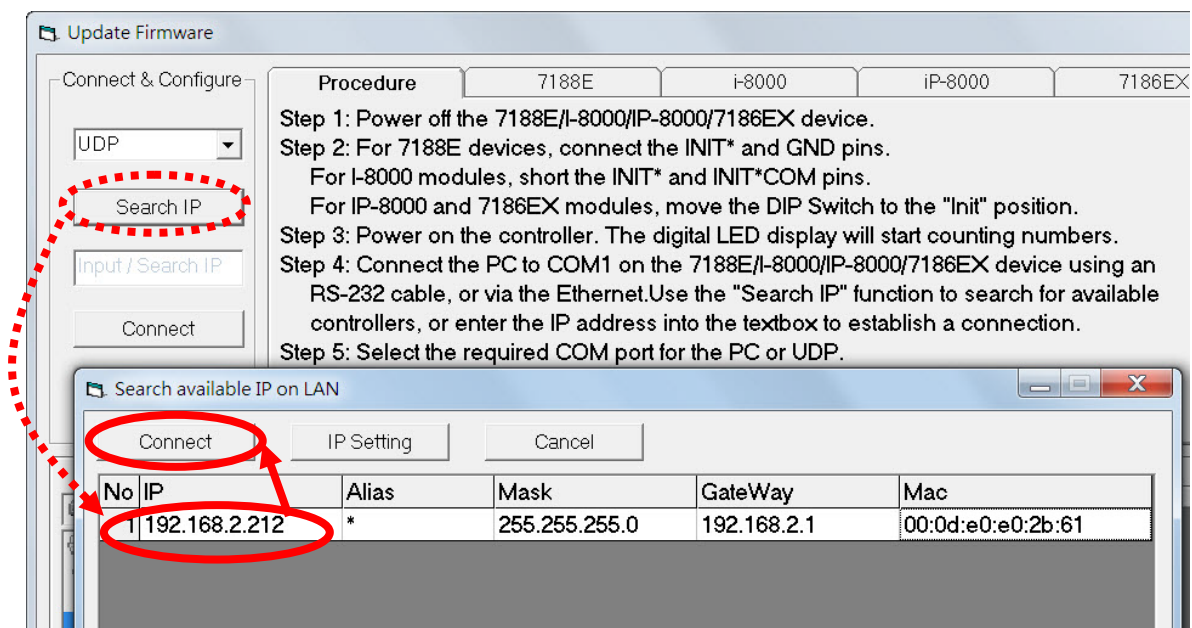 Update Firmware
Connect & Configure
Procedure
7188E
i-8000
iP-8000
7186EX
UDP
Search IP
Input / Search IP
Connect
Step 1: Power off the 7188E/I-8000/IP-8000/7186EX device.
Step 2: For 7188E devices, connect the INIT* and GND pins.
For I-8000 modules, short the INIT* and INIT*COM pins.
For IP-8000 and 7186EX modules, move the DIP Switch to the "Init" position.
Step 3: Power on the controller. The digital LED display will start counting numbers.
Step 4: Connect the PC to COM1 on the 7188E/I-8000/IP-8000/7186EX device using an
RS-232 cable, or via the Ethernet.Use the "Search IP" function to search for available
controllers, or enter the IP address into the textbox to establish a connection.
Step 5: Select the required COM port for the PC or UDP.
Search available IP on LAN
Connect
IP Setting
Cancel
No IP Alias Mask GateWay Mac
1 192.168.2.212 * 255.255.255.0 192.168.2.1 00:0d:e0:e0:2b:61